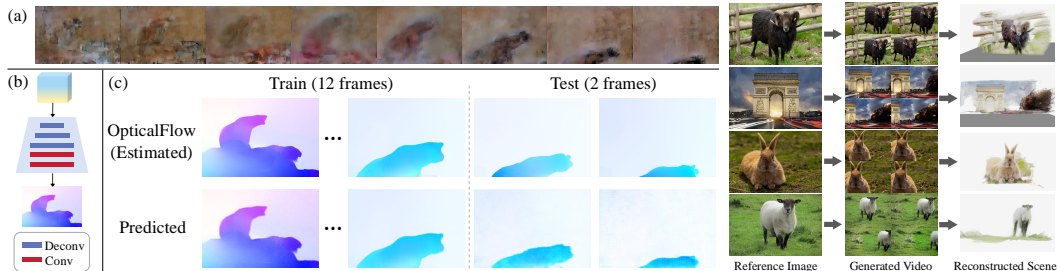 (a)
(b)
Deconv
Conv
(c)
Train (12 frames)
Test (2 frames)
OpticalFlow
(Estimated)
...
Predicted
...
Reference Image
Generated Video
Reconstructed Scene